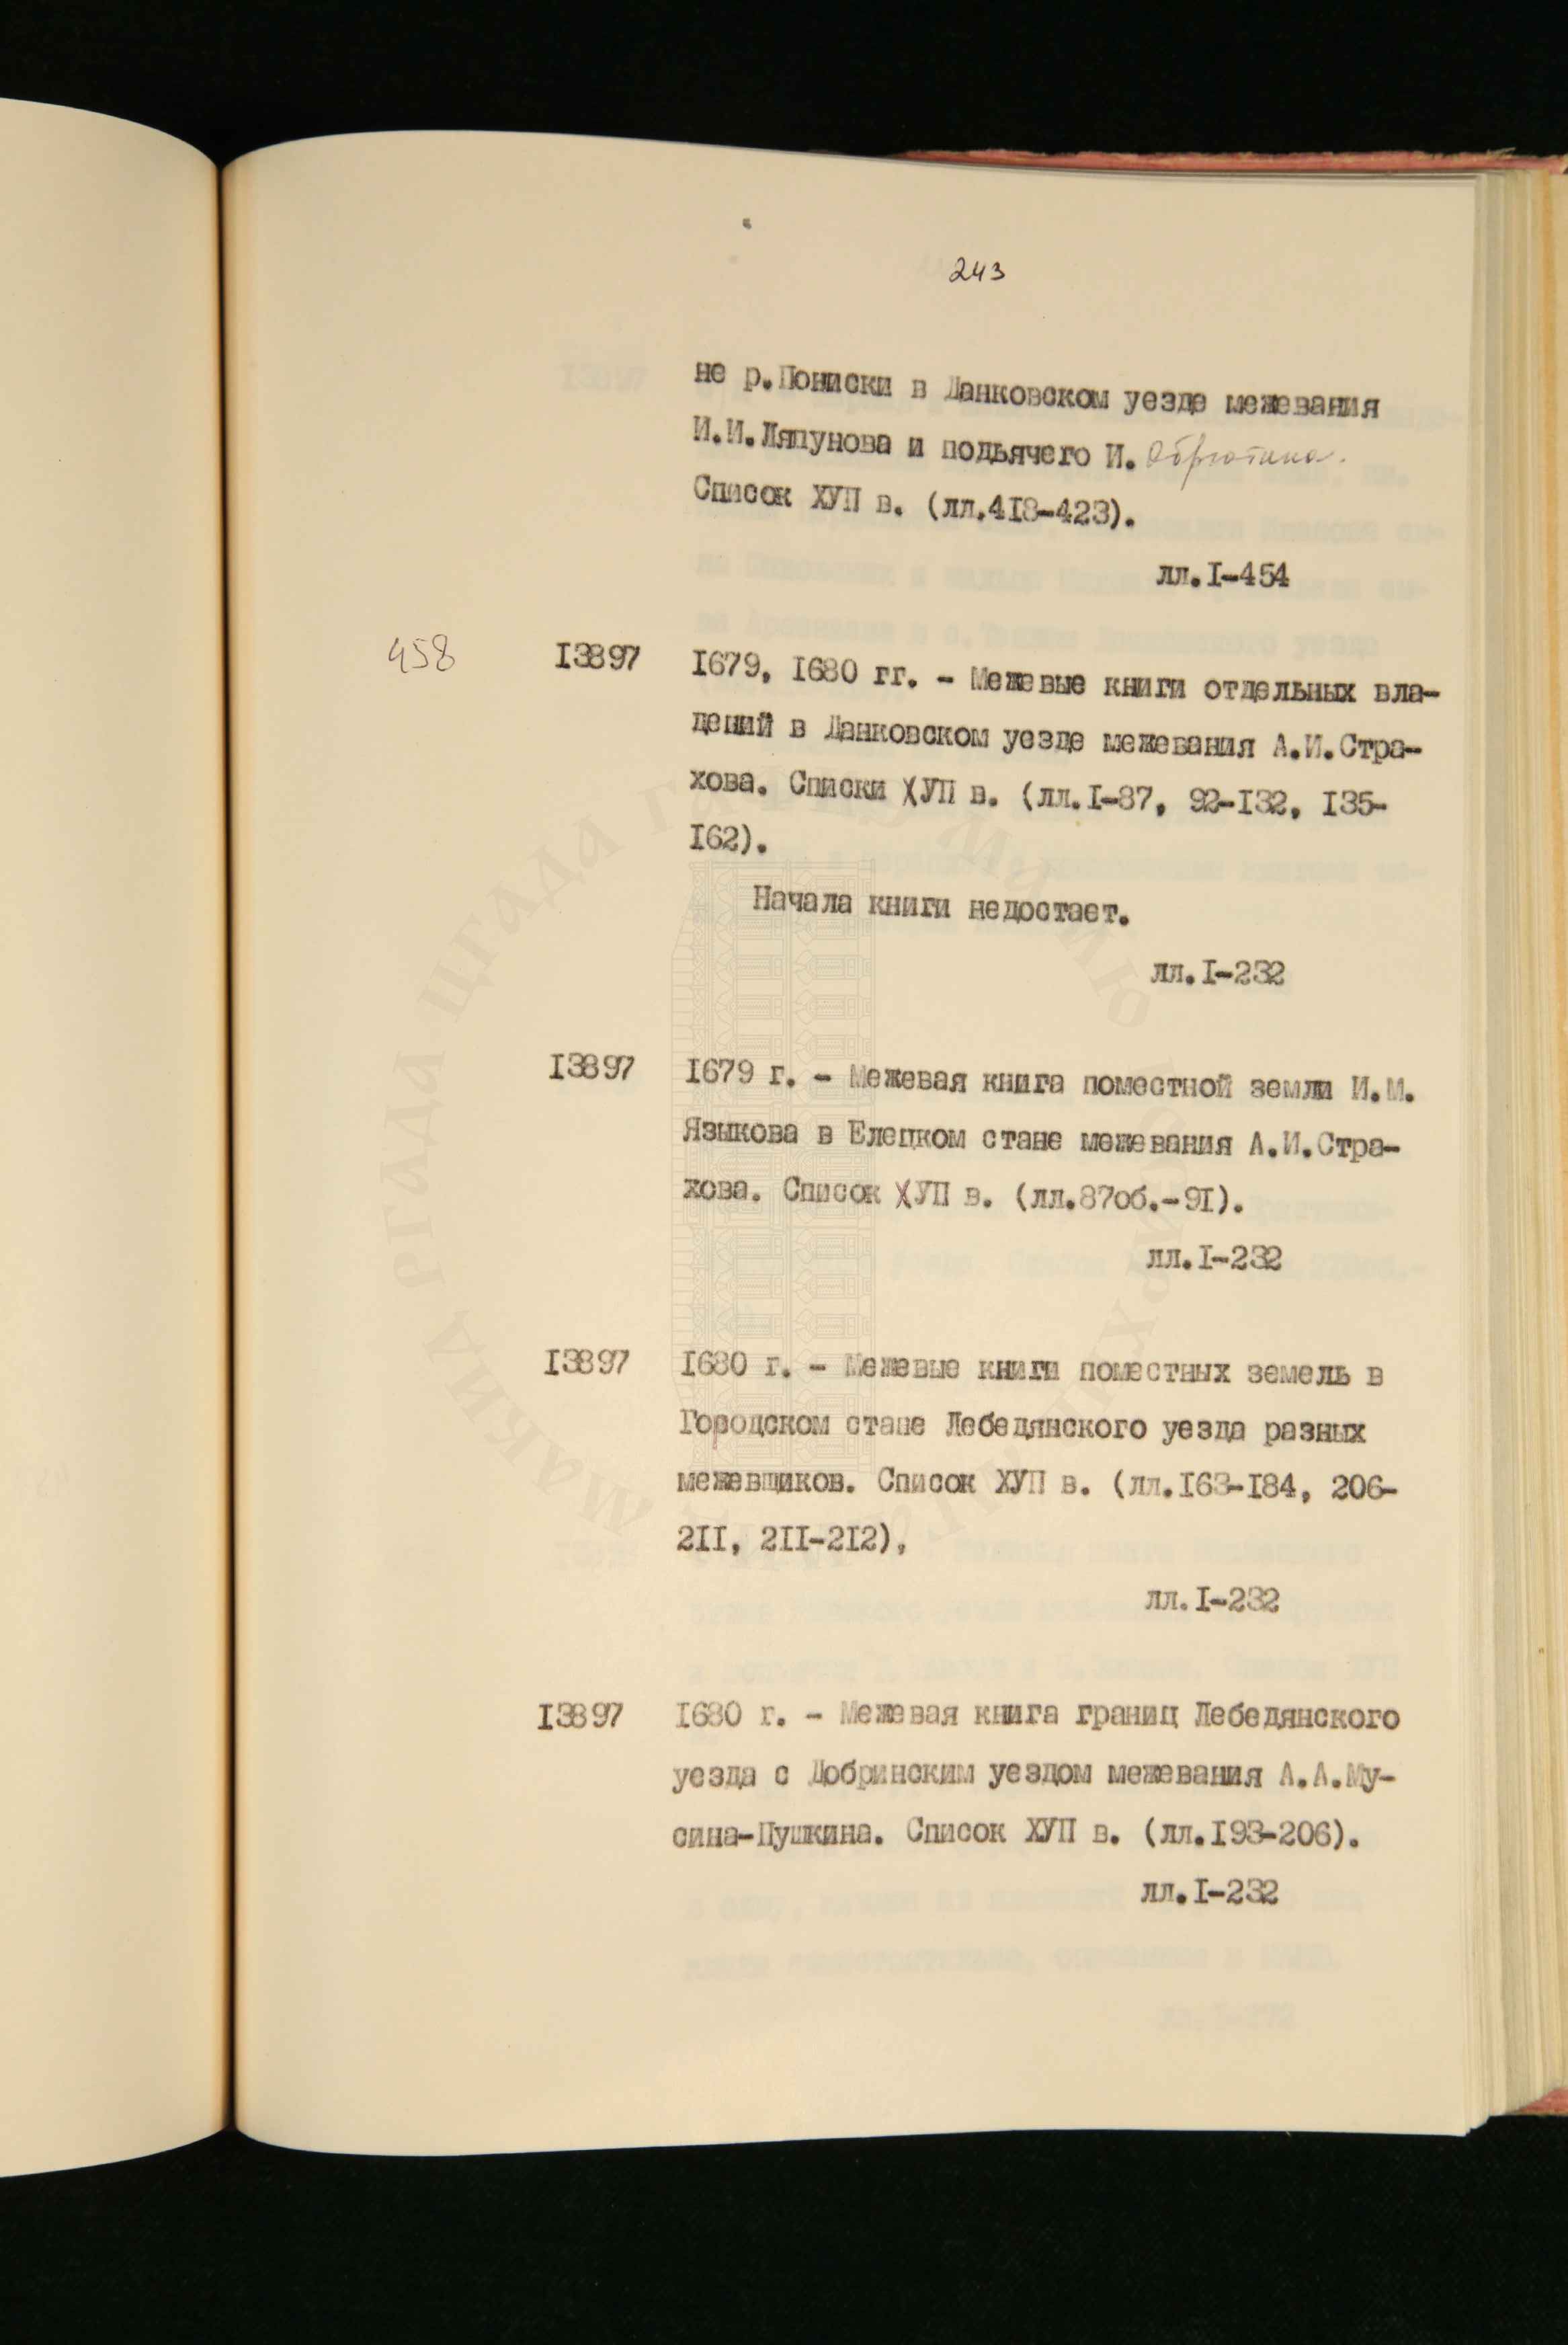 243
не р.Пониски в Данковском уезде межевания
И.И.Ляпунова и подьячего И.
Список ХУП в. (лл.418-423).
лл.I-454
458 13897 1679, 1680 гг. - Межевые книги отдельных вла-
дений в Данковском уезде межевания А.И.Стра-
хова. Списки ХУП в. (лл.I-87, 92-132, 135-
162).
Начала книги недостает.
лл.I-232
13897 1679 г. - Межевая книга поместной земли И.М.
Языкова в Елецком стане межевания А.И.Стра-
хова. Список ХУП в. (лл.87об.-91).
лл.I-232
13897 1680 г. - Межевые книги поместных земель в
Городском стане Лебедянского уезда разных
межевщиков. Список ХУП в. (лл.163-184, 206-
211, 211-212),
лл.I-232
13897 1680 г. - Межевая книга границ Лебедянского
уезда с Добринским уездом межевания А.А.Му-
сина-Пушкина. Список ХУП в. (лл.193-206).
лл.I-232